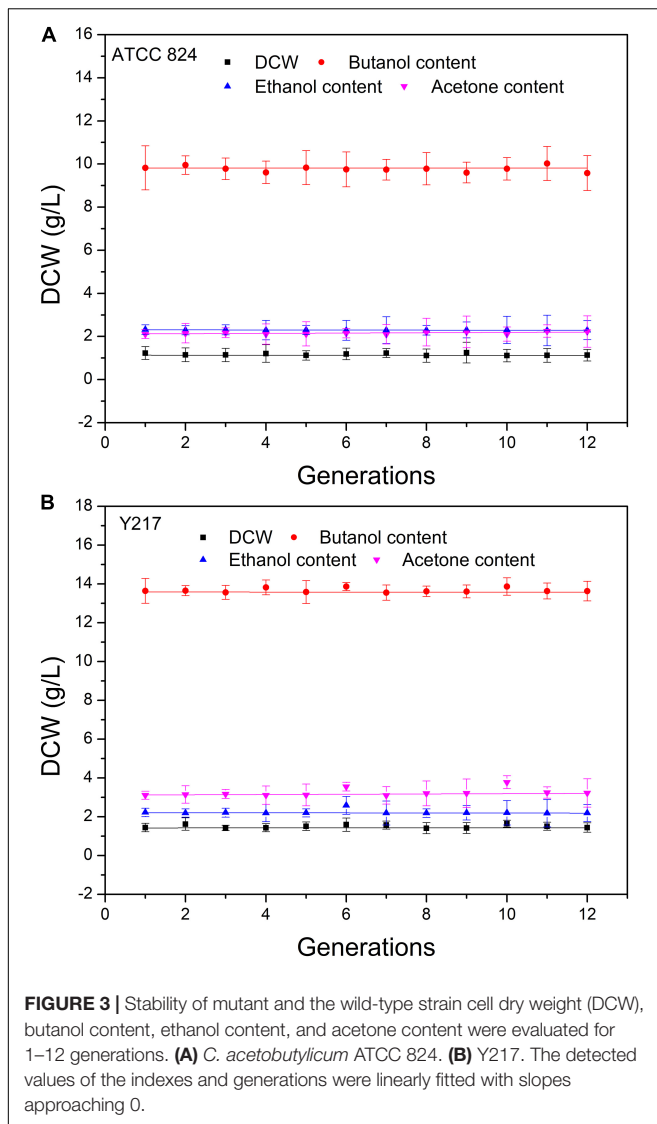 A
ATCC 824
DCW Butanol content
Ethanol content Acetone content
16
14
12
10
8
6
4
2
0
-2
DCW (g/L)
0 2 4 6 8 10 12
Generations
B
Y217
DCW Butanol content
Ethanol content Acetone content
18
16
14
12
10
8
6
4
2
0
-2
DCW (g/L)
0 2 4 6 8 10 12
Generations
FIGURE 3 | Stability of mutant and the wild-type strain cell dry weight (DCW),
butanol content, ethanol content, and acetone content were evaluated for
1–12 generations. (A) C. acetobutylicum ATCC 824. (B) Y217. The detected
values of the indexes and generations were linearly fitted with slopes
approaching 0.